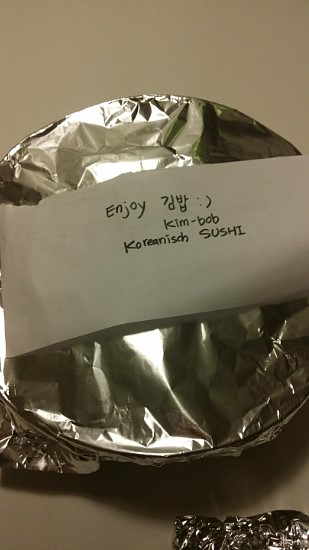 Enjoy 김밥 :)
Kim-bob
Koreanisch SUSHI